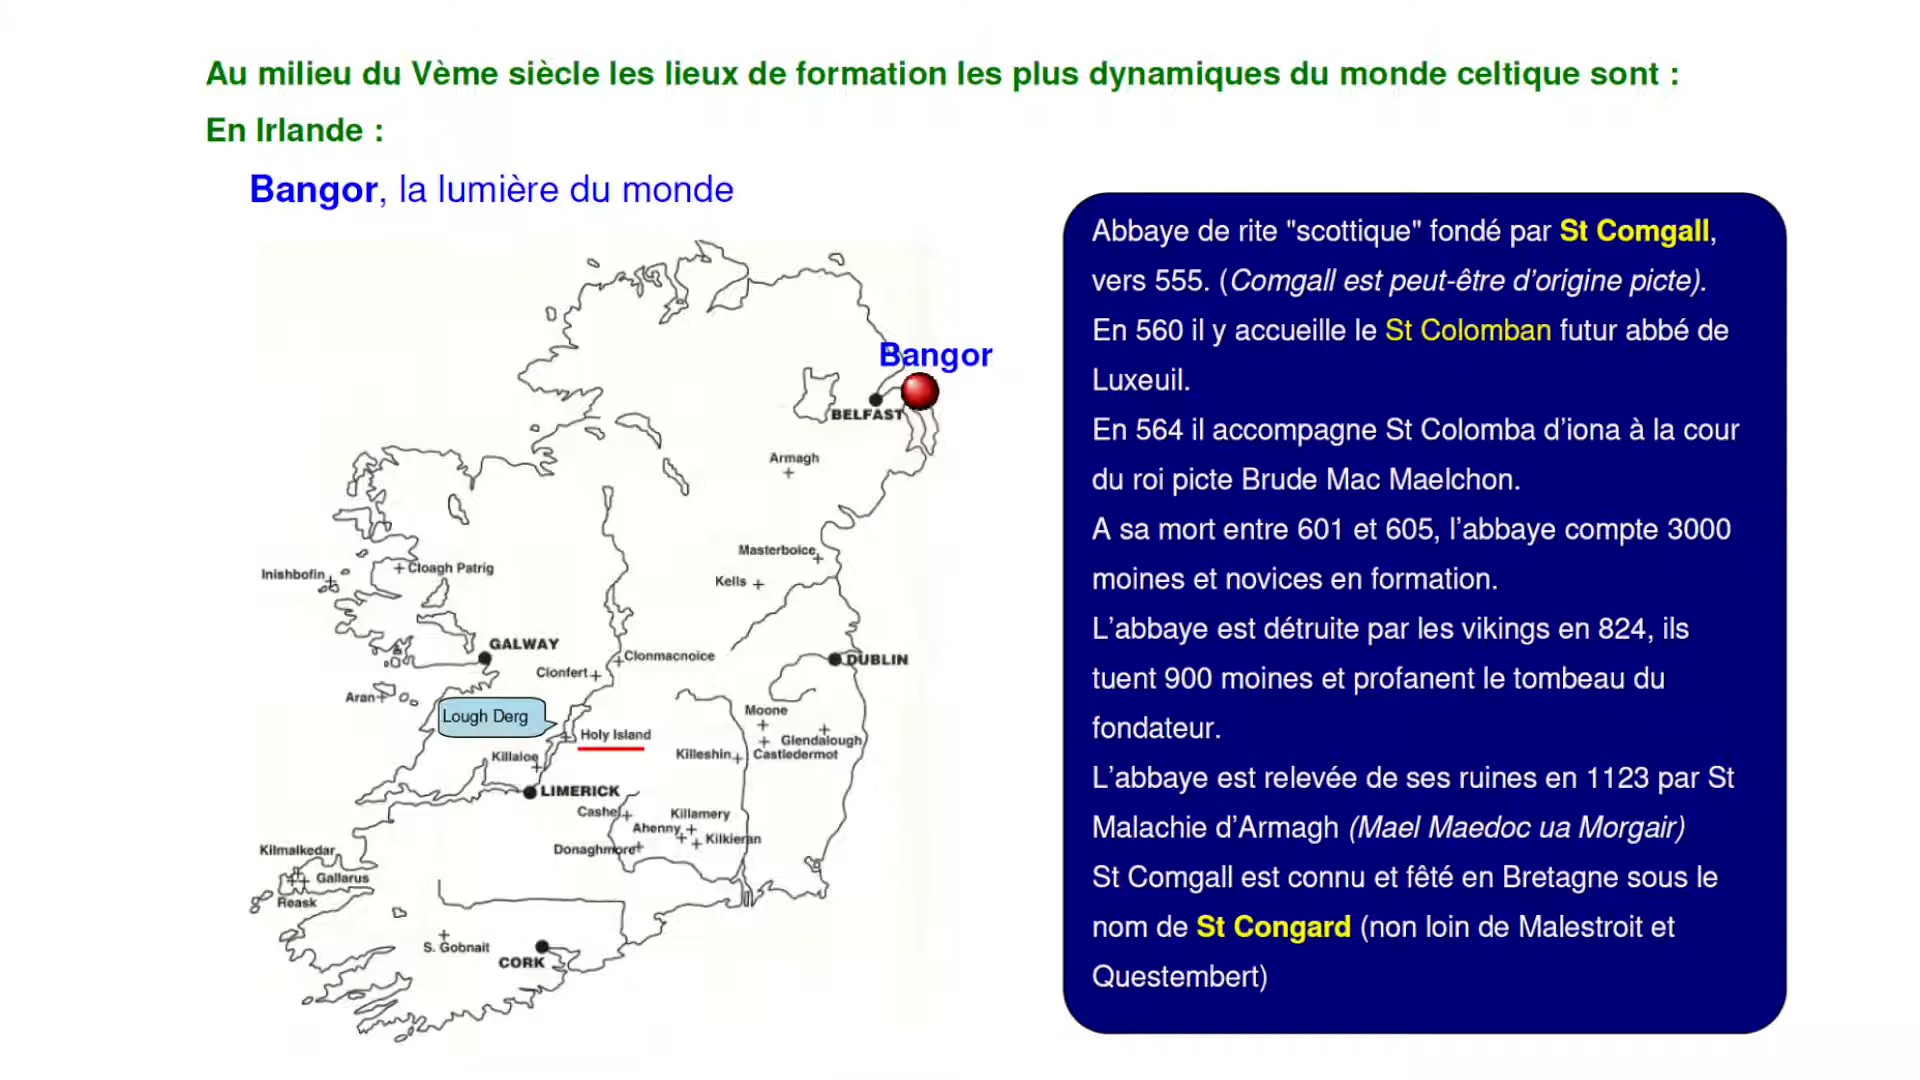 Au milieu du Vème siècle les lieux de formation les plus dynamiques du monde celtique sont :
En Irlande :
Bangor, la lumière du monde
Bangor
BELFAST
Armagh
Masterboice
Kells
Inishbofin
Cloagh Patrig
GALWAY
Clonmacnoice
Clonfert
DUBLIN
Aran
Lough Derg
Holy Island
Moone
Glendalough
Killeshin
Castledermot
Killaloe
LIMERICK
Cashel
Killamery
Ahenny
Kilkieran
Donaghmore
Kilmalkedar
Gallarus
Reask
S. Gobnait
CORK
Abbaye de rite "scottique" fondé par St Comgall,
vers 555. (Comgall est peut-être d'origine picte).
En 560 il y accueille le St Colomban futur abbé de
Luxeuil.
En 564 il accompagne St Colomba d'iona à la cour
du roi picte Brude Mac Maelchon.
A sa mort entre 601 et 605, l'abbaye compte 3000
moines et novices en formation.
L'abbaye est détruite par les vikings en 824, ils
tuent 900 moines et profanent le tombeau du
fondateur.
L'abbaye est relevée de ses ruines en 1123 par St
Malachie d'Armagh (Mael Maedoc ua Morgair)
St Comgall est connu et fêté en Bretagne sous le
nom de St Congard (non loin de Malestroit et
Questembert)